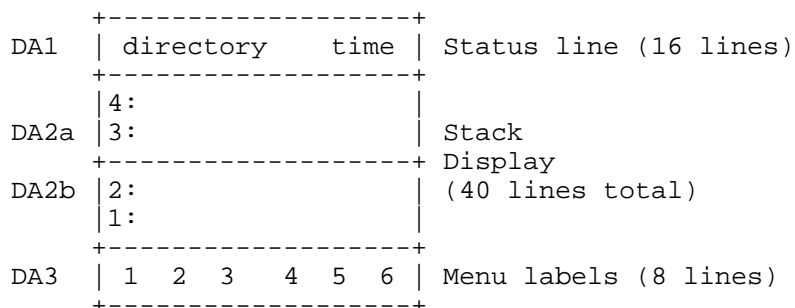 +-------------------+
DA1 | directory time | Status line (16 lines)
+-------------------+
|4: |
DA2a |3: | Stack
+-------------------+ Display
DA2b |2: | (40 lines total)
|1: |
+-------------------+
DA3 | 1 2 3 4 5 6 | Menu labels (8 lines)
+-------------------+